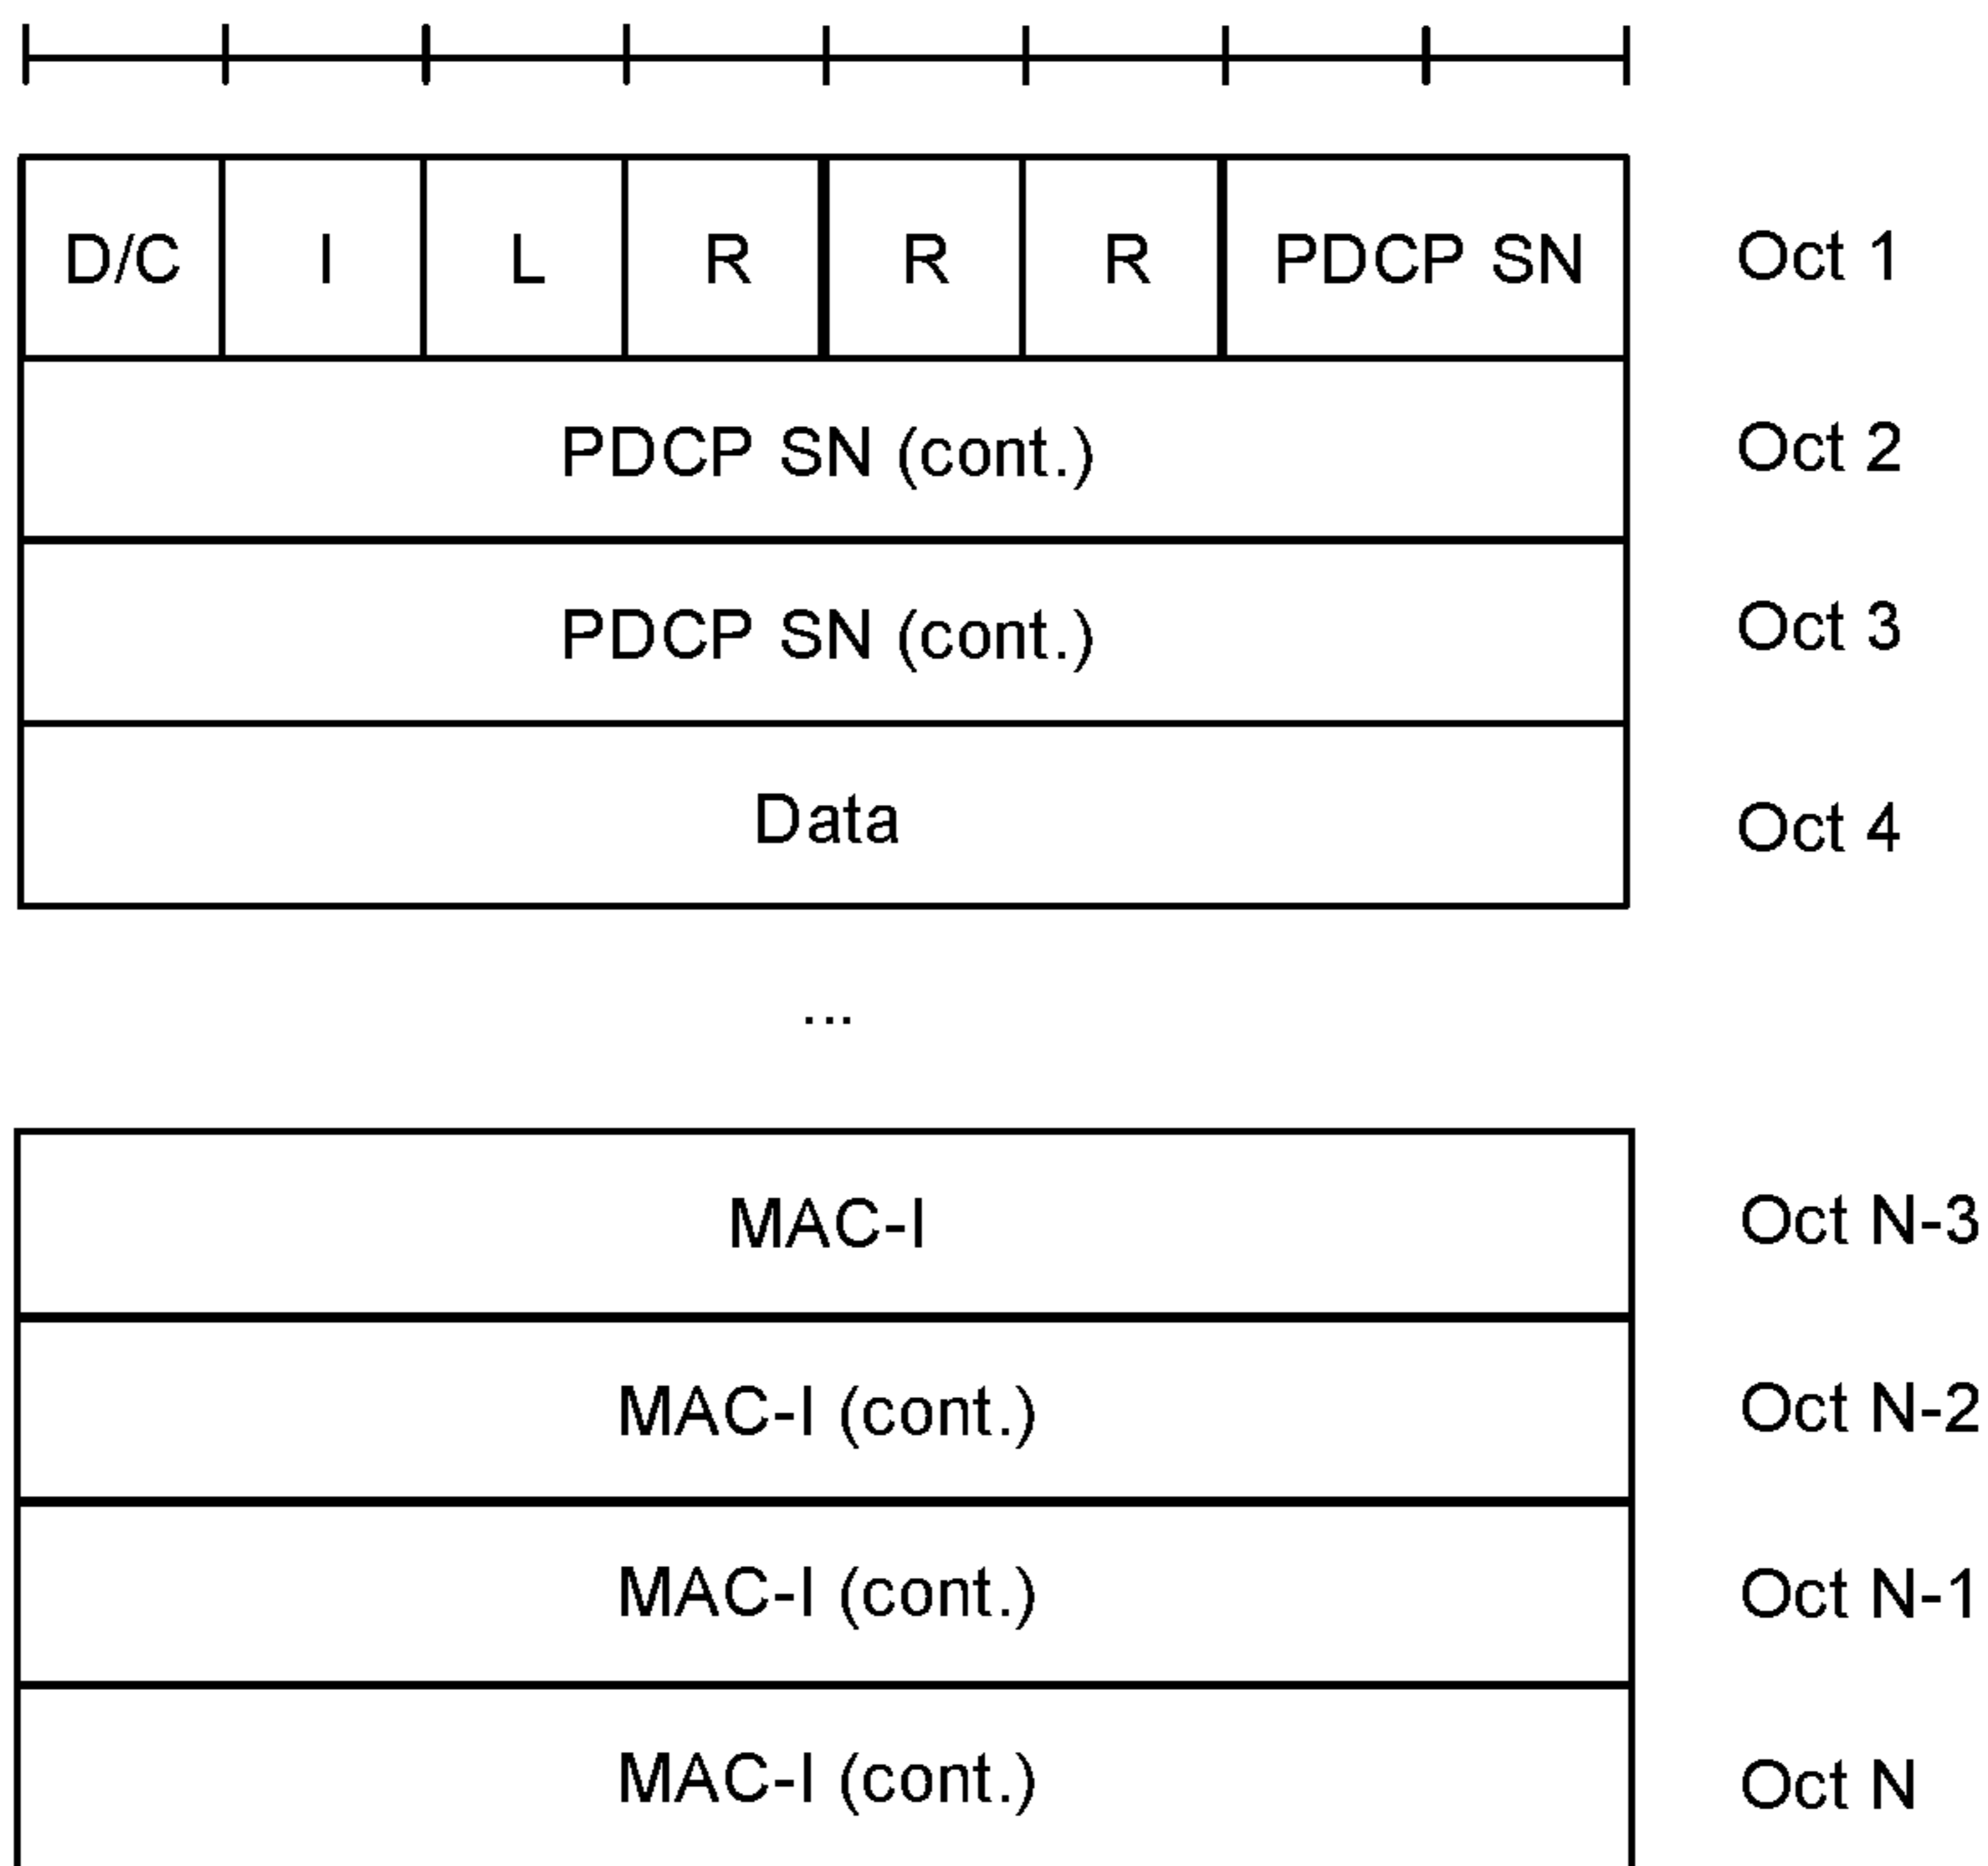 D/C I L R R R PDCP SN Oct 1
PDCP SN (cont.) Oct 2
PDCP SN (cont.) Oct 3
Data Oct 4
...
MAC-I Oct N-3
MAC-I (cont.) Oct N-2
MAC-I (cont.) Oct N-1
MAC-I (cont.) Oct N